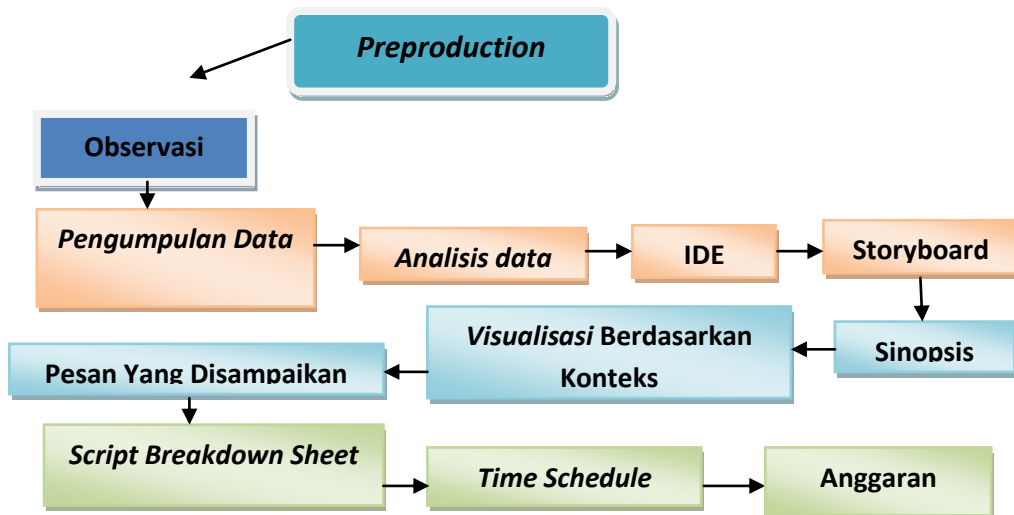 Preproduction
Observasi
Pengumpulan Data
Analisis data
IDE
Storyboard
Sinopsis
Visualisasi Berdasarkan
Konteks
Pesan Yang Disampaikan
Script Breakdown Sheet
Time Schedule
Anggaran